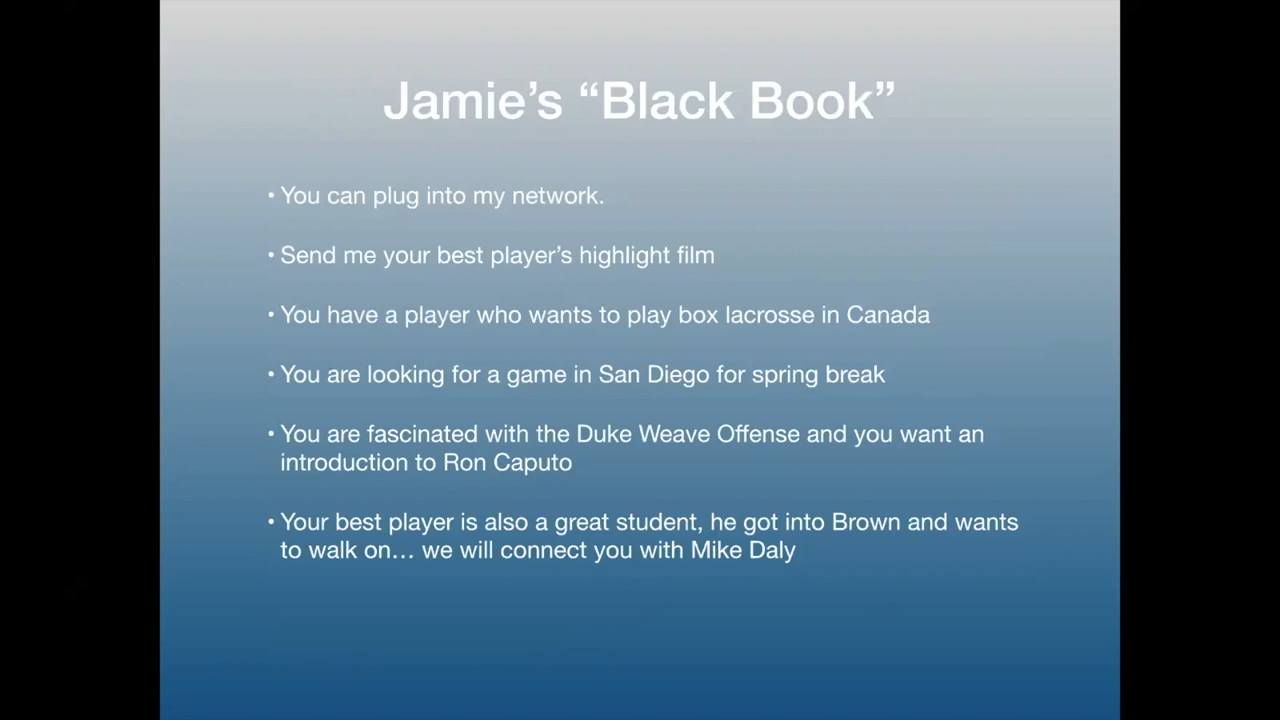 Jamie’s “Black Book”
• You can plug into my network.
• Send me your best player’s highlight film
• You have a player who wants to play box lacrosse in Canada
• You are looking for a game in San Diego for spring break
• You are fascinated with the Duke Weave Offense and you want an
introduction to Ron Caputo
• Your best player is also a great student, he got into Brown and wants
to walk on… we will connect you with Mike Daly